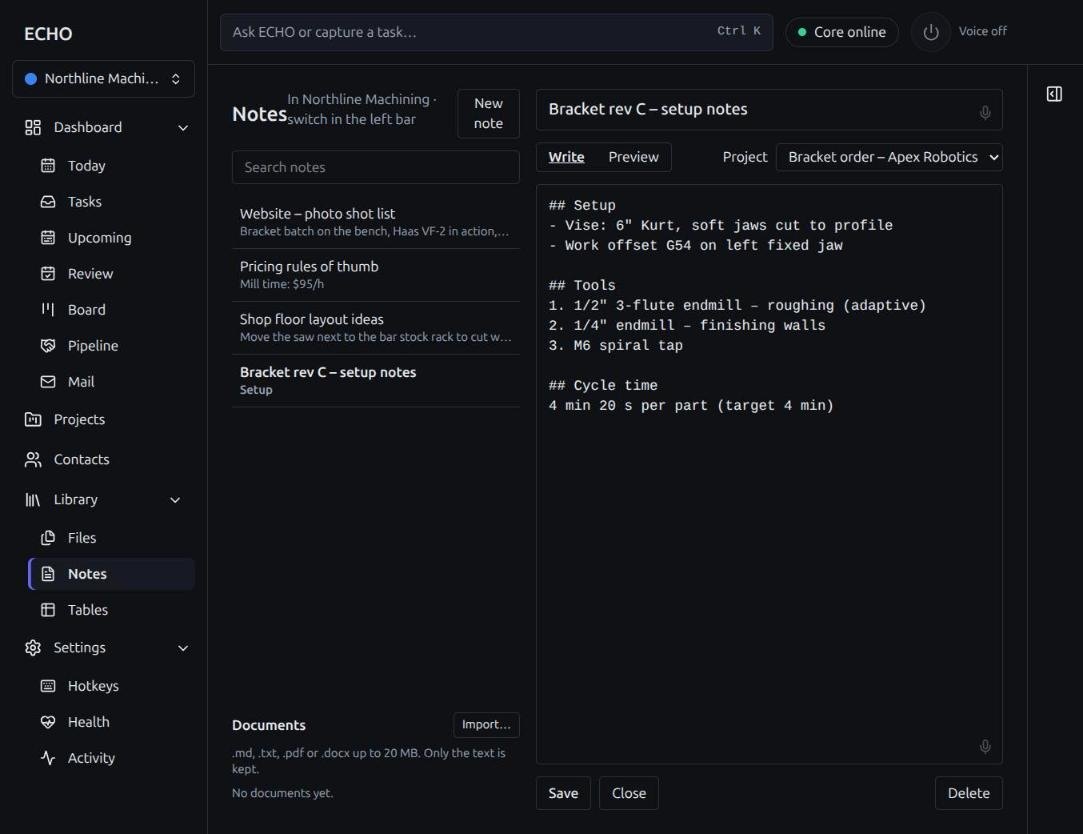 ECHO
Northline Machi...
Dashboard
Today
Tasks
Upcoming
Review
Board
Pipeline
Mail
Projects
Contacts
Library
Files
Notes
Tables
Settings
Hotkeys
Health
Activity
Ask ECHO or capture a task... Ctrl K
Core online
Voice off
Notes
In Northline Machining ·
switch in the left bar
New
note
Search notes
Website – photo shot list
Bracket batch on the bench, Haas VF-2 in action,...
Pricing rules of thumb
Mill time: $95/h
Shop floor layout ideas
Move the saw next to the bar stock rack to cut w...
Bracket rev C – setup notes
Setup
Documents
Import...
.md, .txt, .pdf or .docx up to 20 MB. Only the text is
kept.
No documents yet.
Bracket rev C – setup notes
Write Preview Project Bracket order – Apex Robotics
## Setup
- Vise: 6" Kurt, soft jaws cut to profile
- Work offset G54 on left fixed jaw
## Tools
1. 1/2" 3-flute endmill – roughing (adaptive)
2. 1/4" endmill – finishing walls
3. M6 spiral tap
## Cycle time
4 min 20 s per part (target 4 min)
Save Close Delete